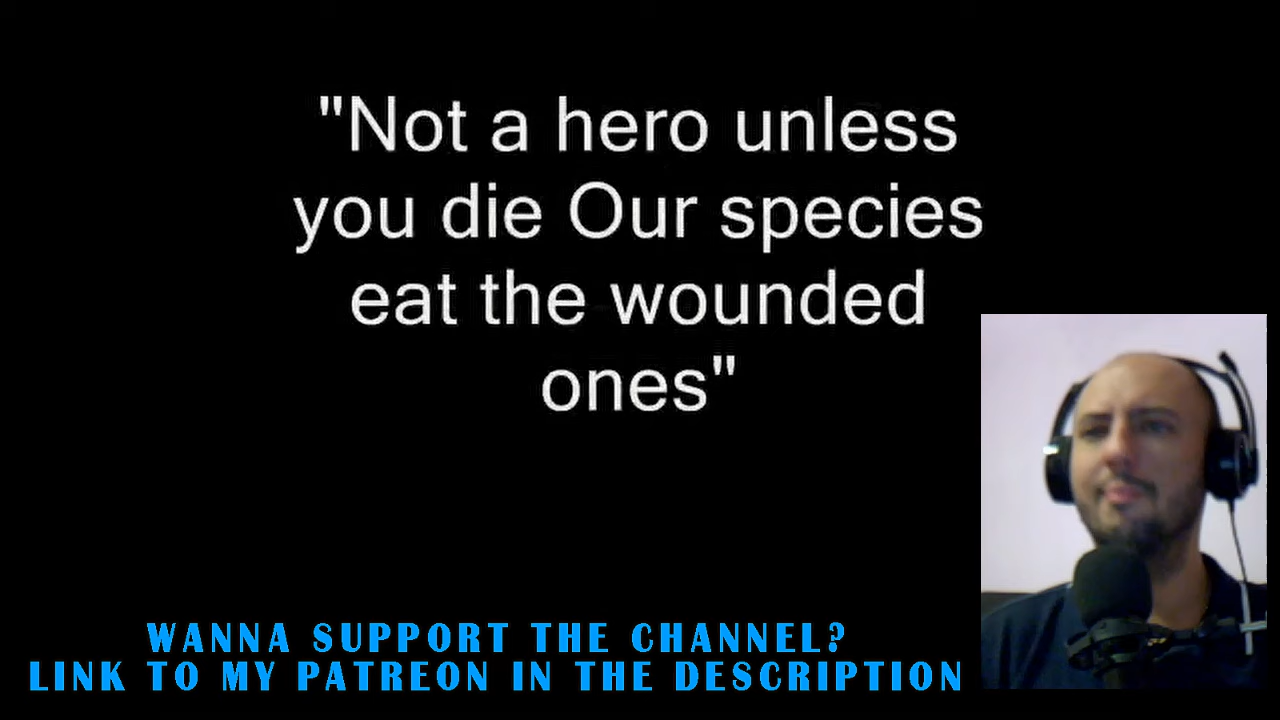 "Not a hero unless
you die Our species
eat the wounded
ones"
WANNA SUPPORT THE CHANNEL?
LINK TO MY PATREON IN THE DESCRIPTION